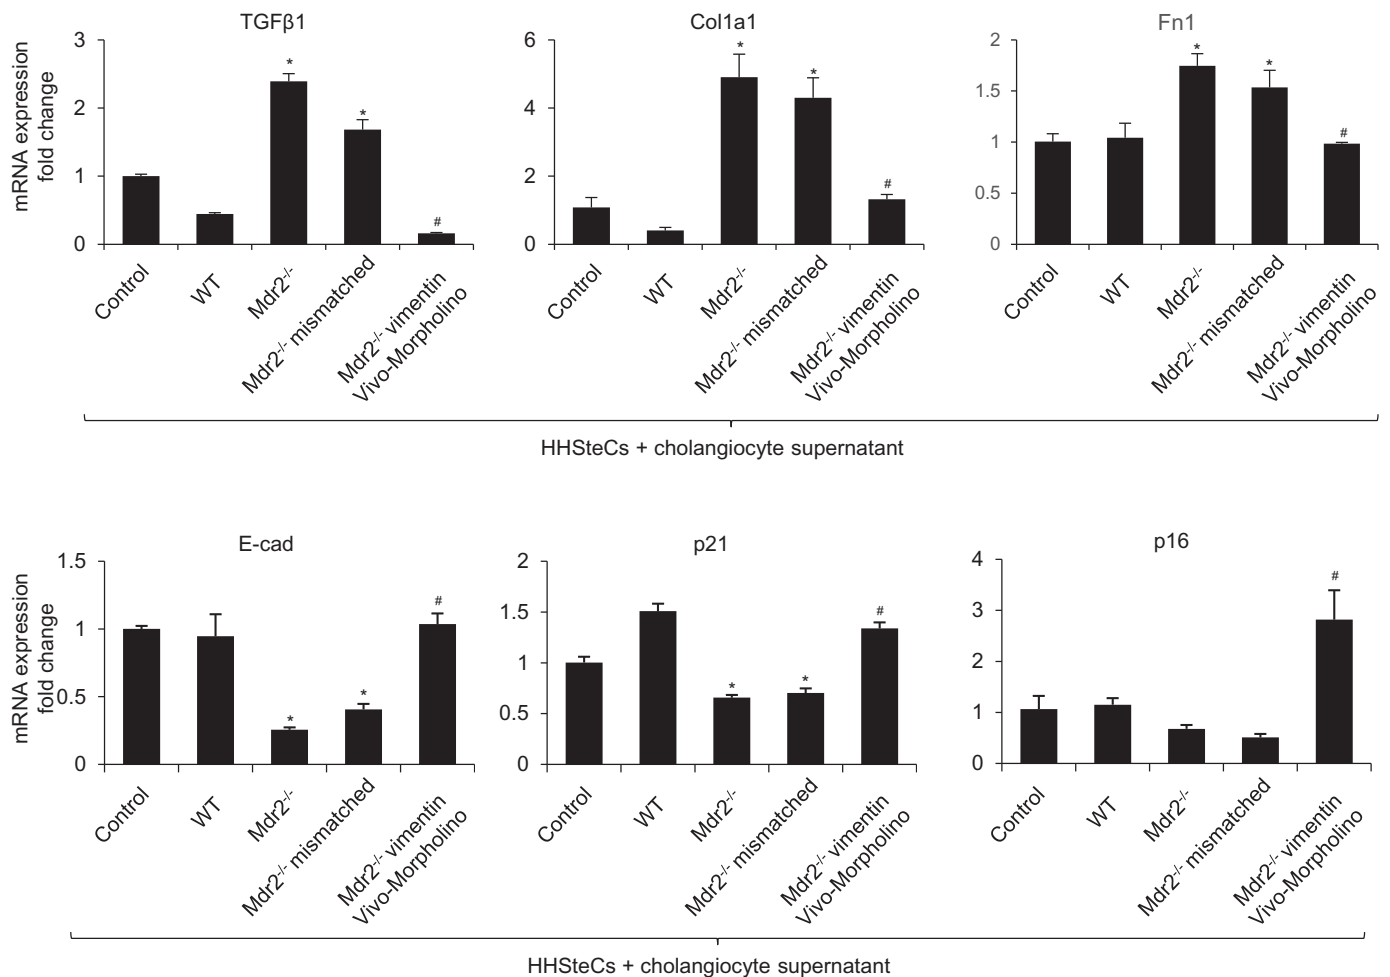 TGFβ1
mRNA expression
fold change
3
2
1
0
*
*
#
Control
WT
Mdr2-/-
Mdr2-/- mismatched
Mdr2-/- vimentin
Vivo-Morpholino
Col1a1
8
6
4
2
0
*
*
#
Control
WT
Mdr2-/-
Mdr2-/- mismatched
Mdr2-/- vimentin
Vivo-Morpholino
Fn1
2
1.5
1
0.5
0
*
*
#
Control
WT
Mdr2-/-
Mdr2-/- mismatched
Mdr2-/- vimentin
Vivo-Morpholino
HHSteCs + cholangiocyte supernatant
E-cad
mRNA expression
fold change
1.5
1
0.5
0
*
*
#
Control
WT
Mdr2-/-
Mdr2-/- mismatched
Mdr2-/- vimentin
Vivo-Morpholino
p21
2
1.5
1
0.5
0
*
*
#
Control
WT
Mdr2-/-
Mdr2-/- mismatched
Mdr2-/- vimentin
Vivo-Morpholino
p16
4
3
2
1
0
#
Control
WT
Mdr2-/-
Mdr2-/- mismatched
Mdr2-/- vimentin
Vivo-Morpholino
HHSteCs + cholangiocyte supernatant